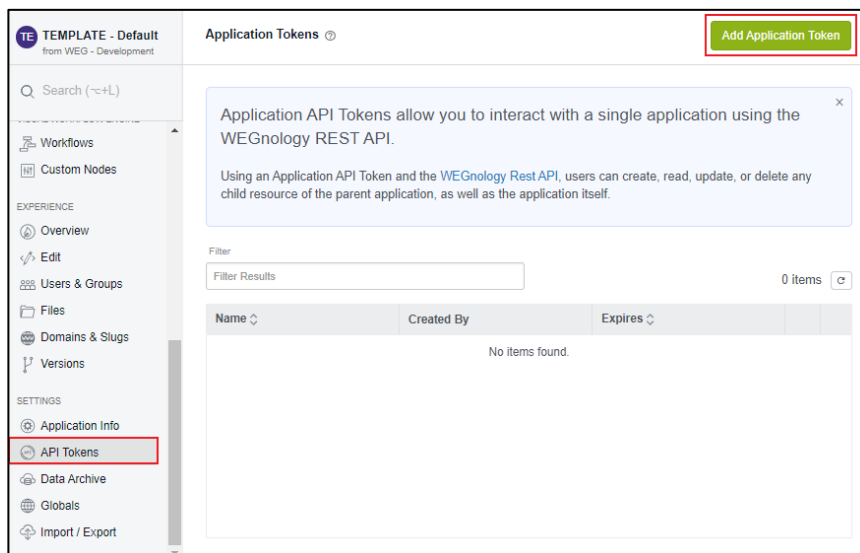 TE
TEMPLATE - Default
from WEG - Development
Application Tokens
Add Application Token
Search (⌥+L)
Workflows
Custom Nodes
EXPERIENCE
Overview
Edit
Users & Groups
Files
Domains & Slugs
Versions
SETTINGS
Application Info
API Tokens
Data Archive
Globals
Import / Export
Application API Tokens allow you to interact with a single application using the
WEGnology REST API.
Using an Application API Token and the WEGnology Rest API, users can create, read, update, or delete any
child resource of the parent application, as well as the application itself.
Filter
Filter Results
0 items
Name
Created By
Expires
No items found.